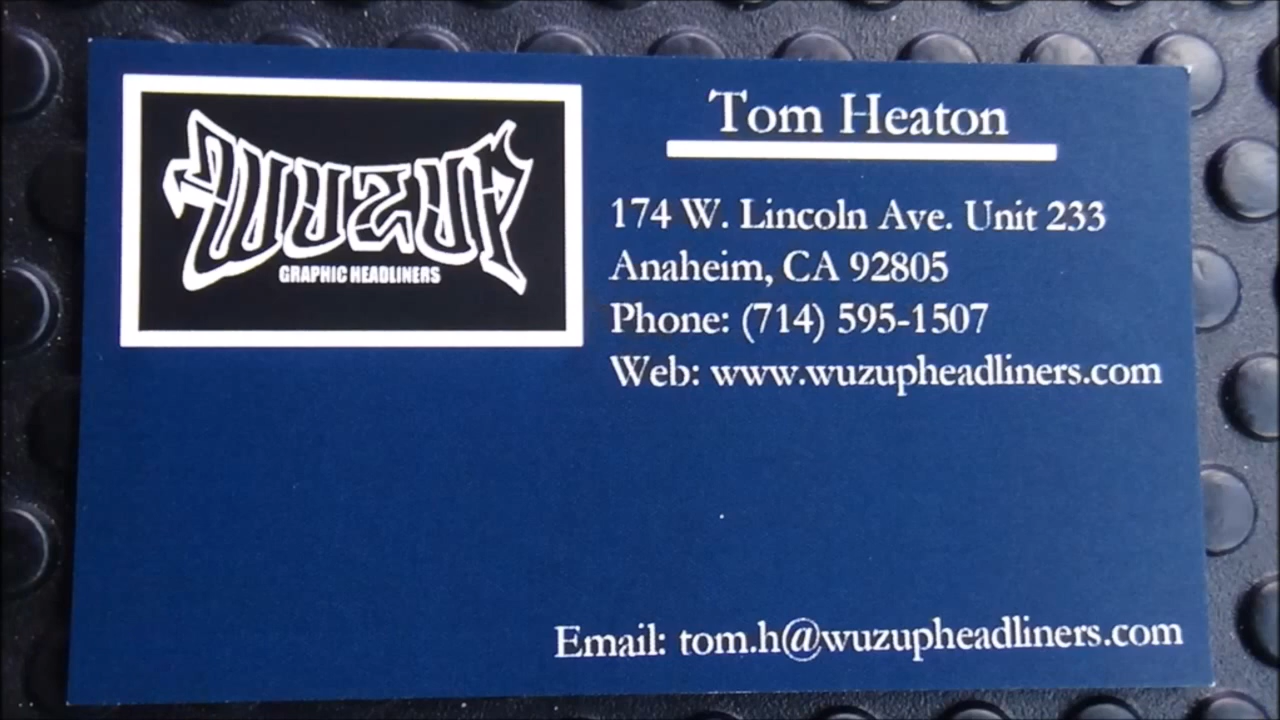 WUZUP
GRAPHIC HEADLINERS
Tom Heaton
174 W. Lincoln Ave. Unit 233
Anaheim, CA 92805
Phone: (714) 595-1507
Web: www.wuzupheadliners.com
Email: tom.h@wuzupheadliners.com